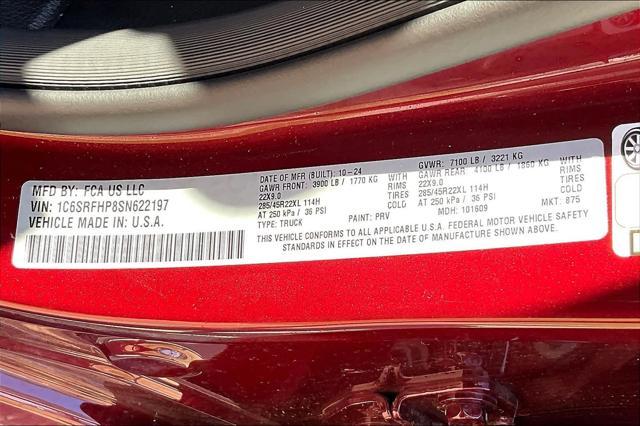 MFD BY: FCA US LLC
VIN: 1C6SRFHP8SN622197
VEHICLE MADE IN: U.S.A.
DATE OF MFR (BUILT): 10-24
GAWR FRONT: 3900 LB / 1770 KG WITH
22X9.0 RIMS
285/45R22XL 114H TIRES
AT 250 kPa / 36 PSI COLD
TYPE: TRUCK PAINT: PRV
GVWR: 7100 LB / 3221 KG
GAWR REAR: 4100 LB / 1860 KG WITH
22X9.0 RIMS
285/45R22XL 114H TIRES
AT 250 kPa / 36 PSI COLD
MDH: 101609 MKT: 875
THIS VEHICLE CONFORMS TO ALL APPLICABLE U.S.A. FEDERAL MOTOR VEHICLE SAFETY
STANDARDS IN EFFECT ON THE DATE OF MANUFACTURE SHOWN ABOVE.